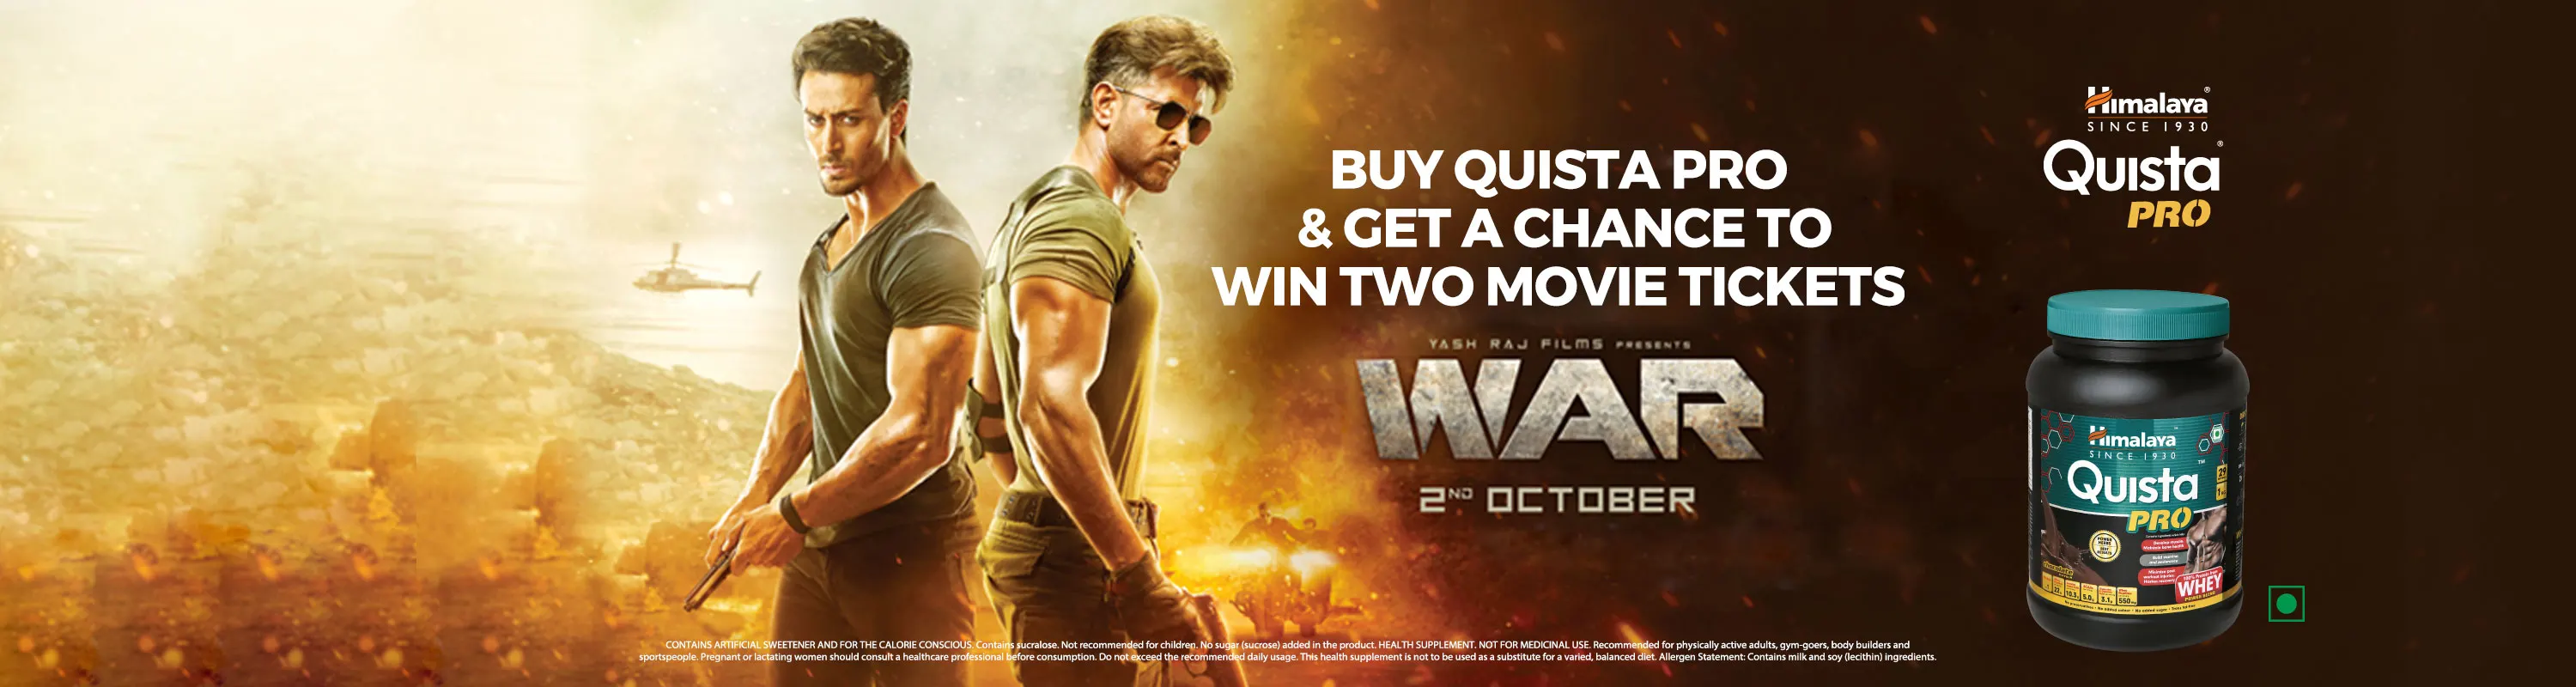 Himalaya®
SINCE 1930
Quista®
PRO
BUY QUISTA PRO
& GET A CHANCE TO
WIN TWO MOVIE TICKETS
YASH RAJ FILMS PRESENTS
WAR
2ND OCTOBER
Himalaya
SINCE 1930
Quista™
PRO
chocolate
WHEY
CONTAINS ARTIFICIAL SWEETENER AND FOR THE CALORIE CONSCIOUS. Contains sucralose. Not recommended for children. No sugar (sucrose) added in the product. HEALTH SUPPLEMENT. NOT FOR MEDICINAL USE. Recommended for physically active adults, gym-goers, body builders and
sportspeople. Pregnant or lactating women should consult a healthcare professional before consumption. Do not exceed the recommended daily usage. This health supplement is not to be used as a substitute for a varied, balanced diet. Allergen Statement: Contains milk and soy (lecithin) ingredients.